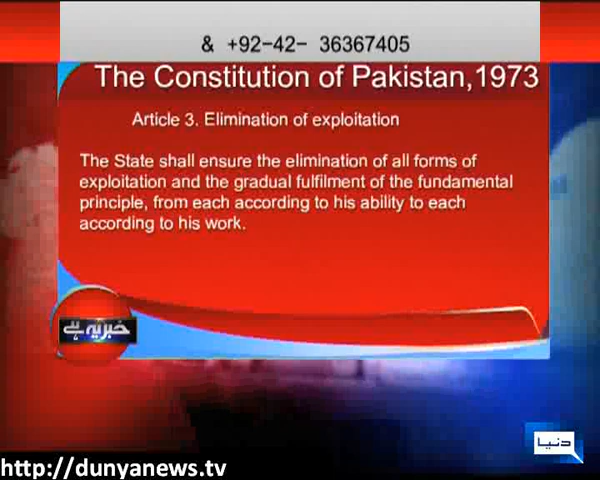 & +92-42- 36367405
The Constitution of Pakistan,1973
Article 3. Elimination of exploitation
The State shall ensure the elimination of all forms of
exploitation and the gradual fulfilment of the fundamental
principle, from each according to his ability to each
according to his work.
خبر یہ ہے
دنیا
http://dunyanews.tv